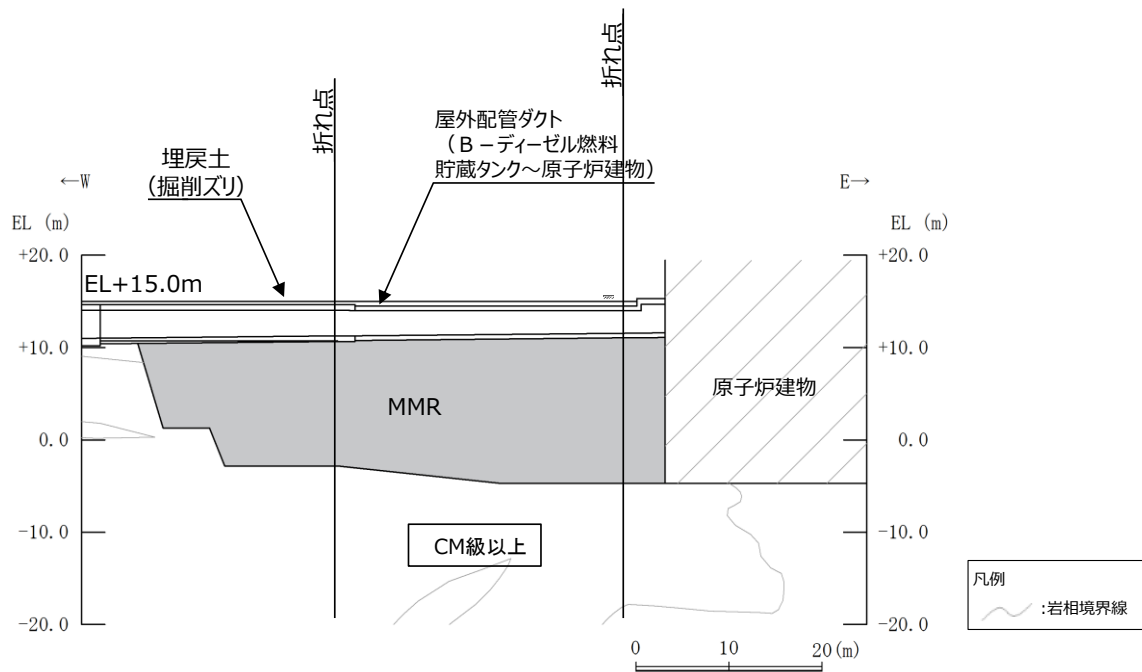 折れ点
折れ点
屋外配管ダクト
(B－ディーゼル燃料
貯蔵タンク～原子炉建物)
埋戻土
(掘削ズリ)
←W
E→
EL (m)
EL (m)
+20.0
+20.0
EL+15.0m
+10.0
+10.0
原子炉建物
MMR
0.0
0.0
-10.0
-10.0
CM級以上
凡例
:岩相境界線
-20.0
-20.0
0 10 20(m)